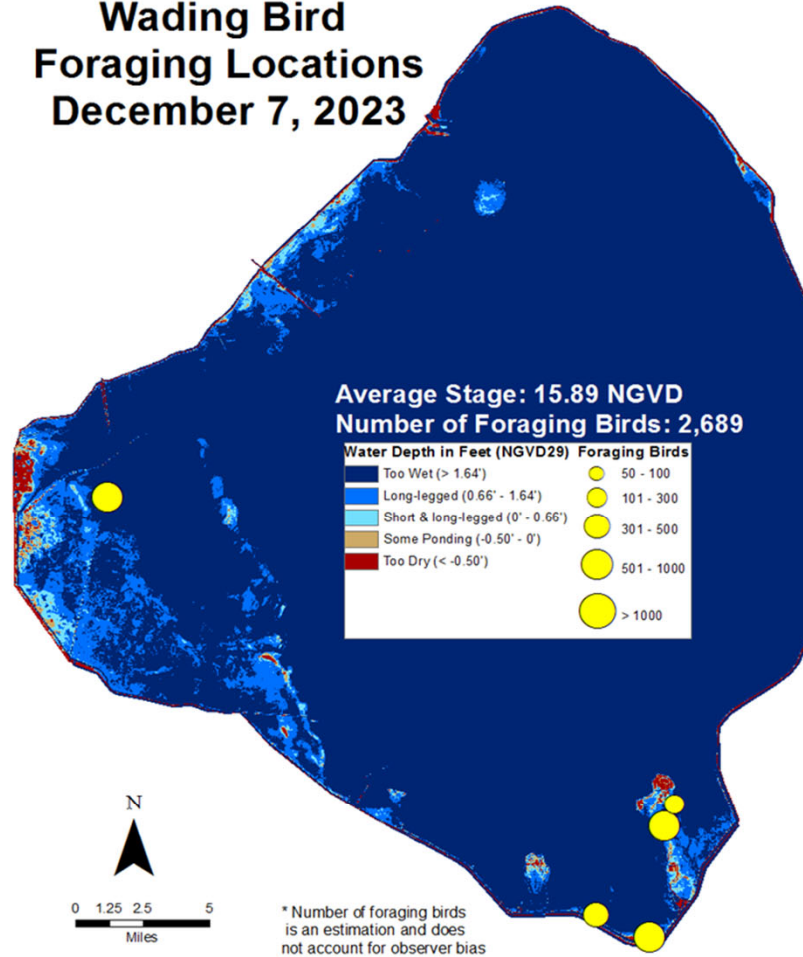 Wading Bird
Foraging Locations
December 7, 2023
Average Stage: 15.89 NGVD
Number of Foraging Birds: 2,689
Water Depth in Feet (NGVD29) Foraging Birds
Too Wet (> 1.64') 50 - 100
Long-legged (0.66' - 1.64') 101 - 300
Short & long-legged (0' - 0.66') 301 - 500
Some Ponding (-0.50' - 0')
Too Dry (< -0.50') 501 - 1000
> 1000
N
0 1.25 2.5 5
Miles
* Number of foraging birds
is an estimation and does
not account for observer bias